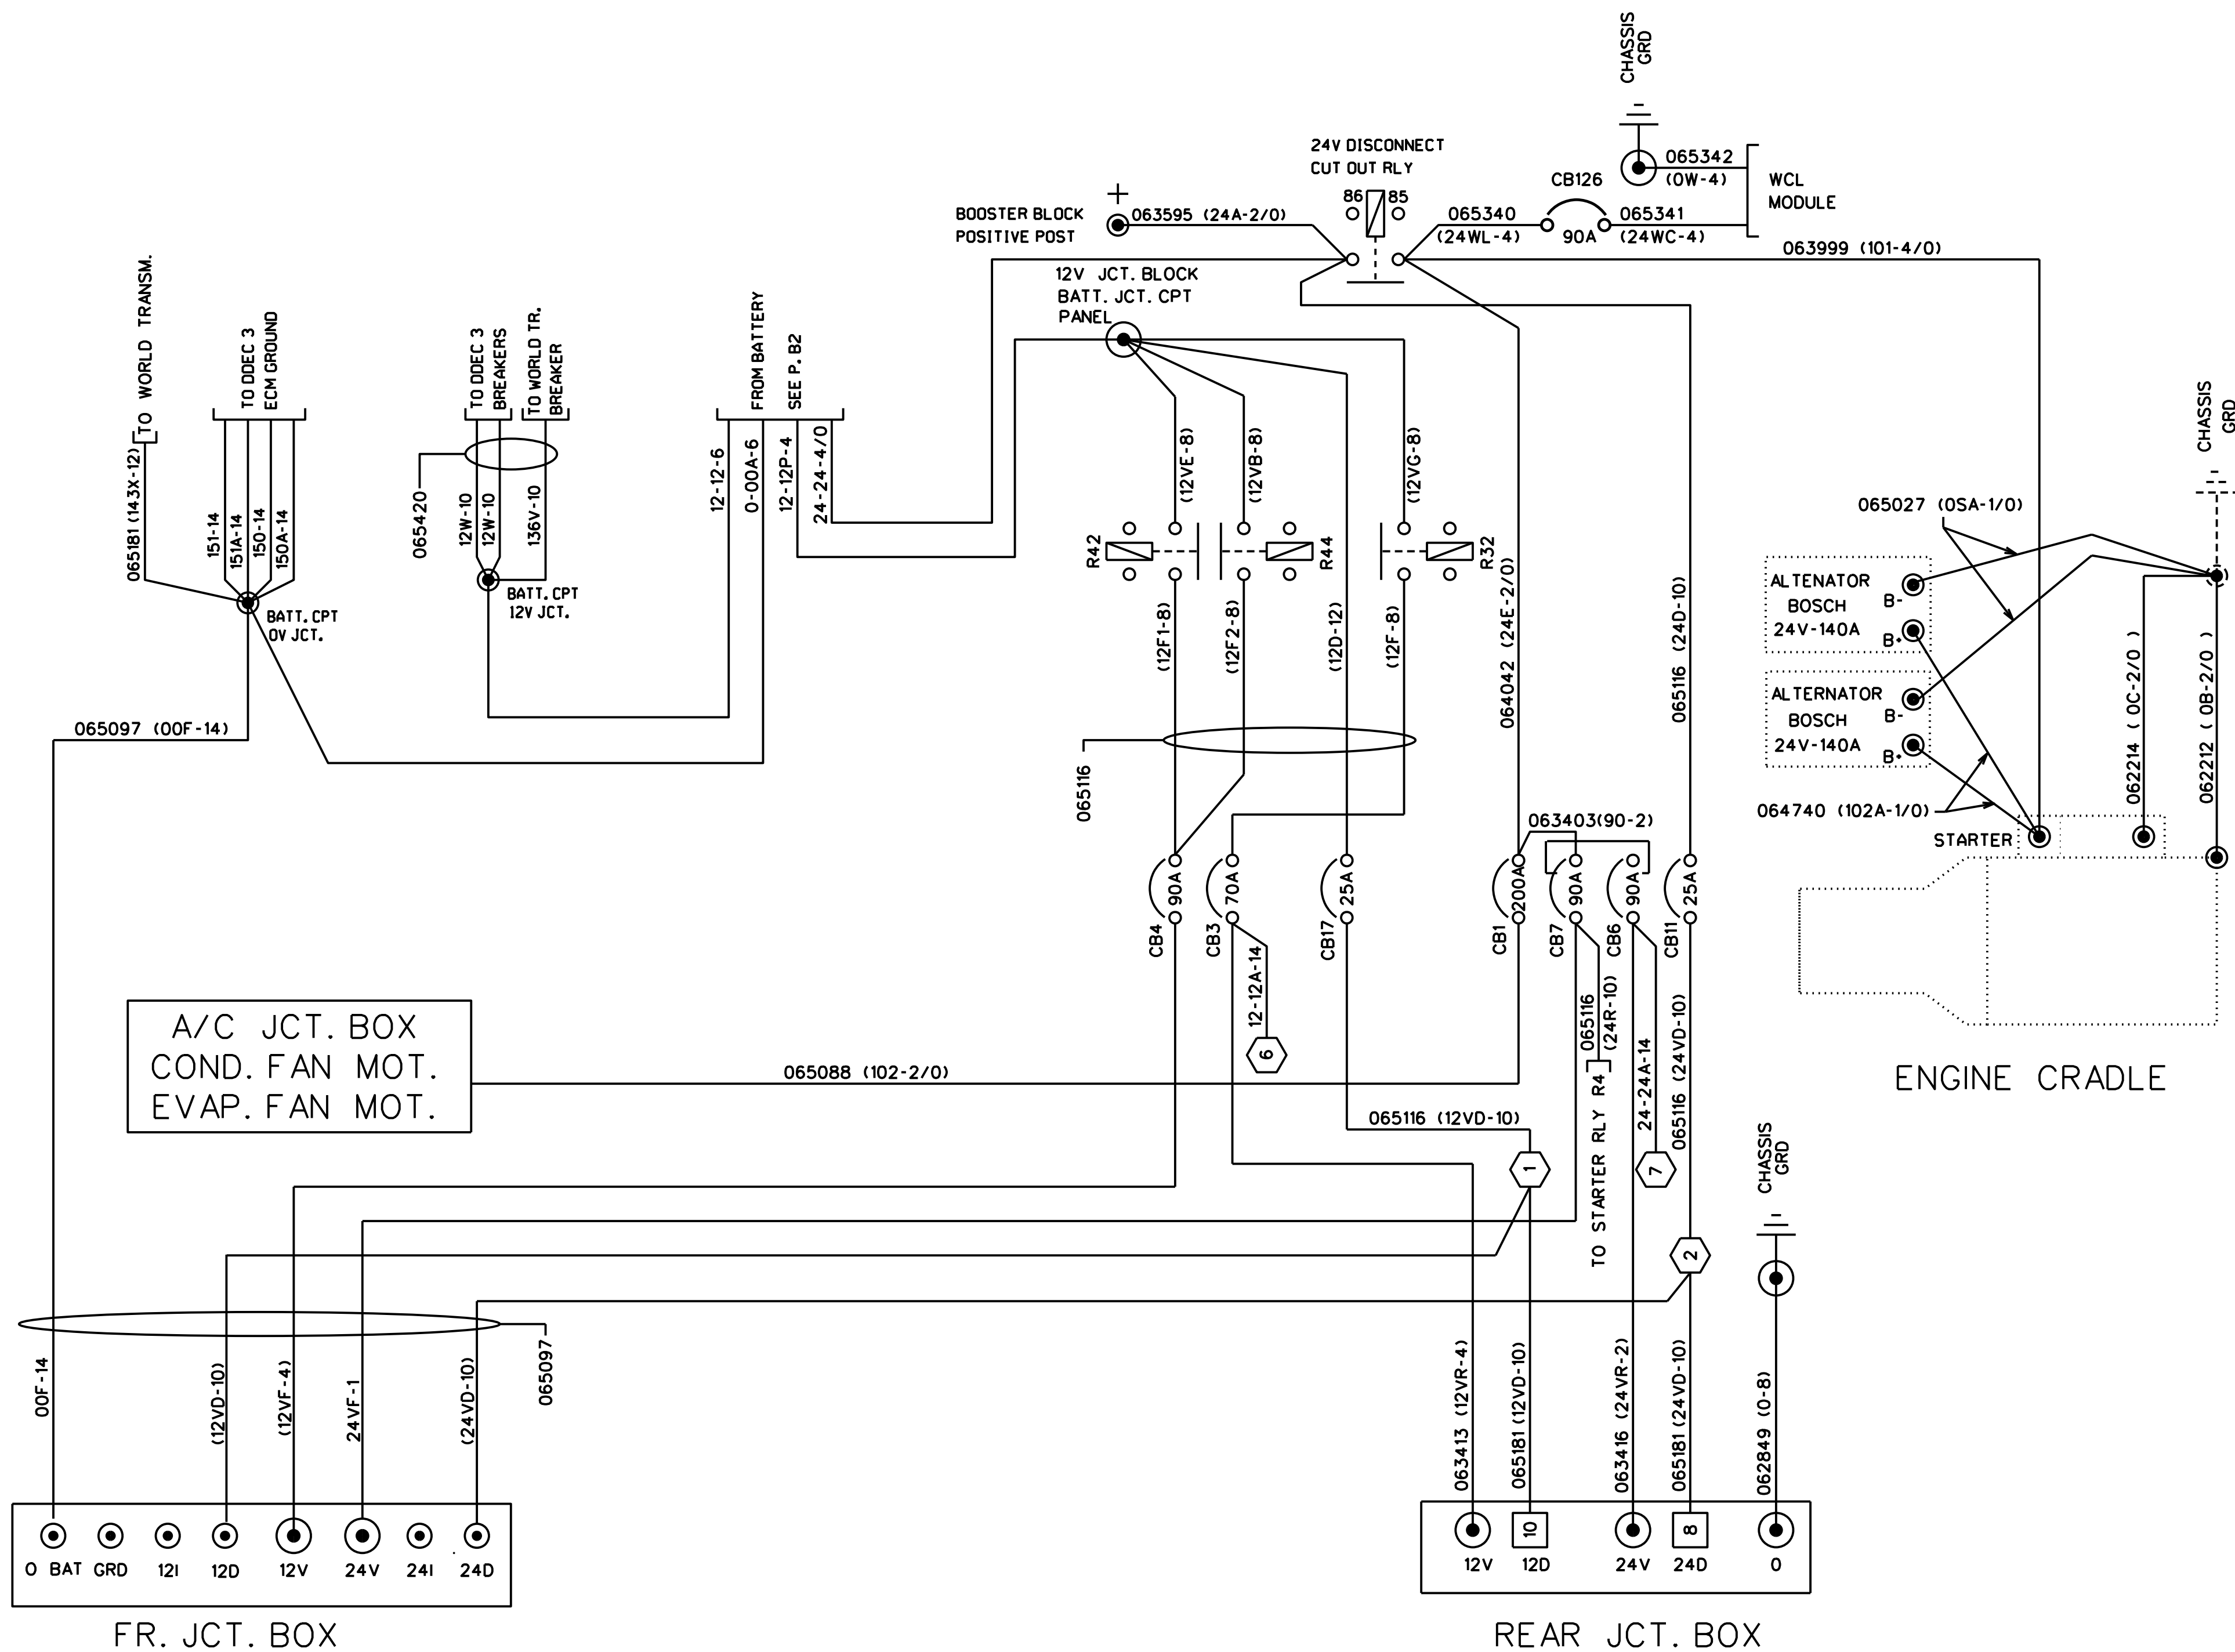 CHASSIS
GRD
24V DISCONNECT
CUT OUT RLY
86
85
CB126
90A
065342
(0W-4)
WCL
MODULE
BOOSTER BLOCK
POSITIVE POST
+
063595 (24A-2/0)
065340
(24WL-4)
065341
(24WC-4)
063999 (101-4/0)
12V JCT. BLOCK
BATT. JCT. CPT
PANEL
TO WORLD TRANSM.
TO DDEC 3
ECM GROUND
TO DDEC 3
BREAKERS
TO WORLD TR.
BREAKER
FROM BATTERY
SEE P. B2
065181 (143X-12)
151-14
151A-14
150-14
150A-14
065420
12W-10
12W-10
136V-10
12-12-6
0-00A-6
12-12P-4
24-24-4/0
(12VE-8)
(12VB-8)
(12VG-8)
R42
R44
R32
BATT. CPT
0V JCT.
BATT. CPT
12V JCT.
(12F1-8)
(12F2-8)
(12D-12)
(12F-8)
064042 (24E-2/0)
065116 (24D-10)
CHASSIS
GRD
065027 (0SA-1/0)
ALTENATOR
BOSCH
24V-140A
B-
B+
ALTERNATOR
BOSCH
24V-140A
B-
B+
064740 (102A-1/0)
STARTER
062214 ( 0C-2/0 )
062212 ( 0B-2/0 )
065097 (00F-14)
065116
063403(90-2)
90A
70A
25A
200A
90A
90A
25A
CB4
CB3
CB17
CB1
CB7
CB6
CB11
12-12A-14
6
065116
(24R-10)
TO STARTER RLY R4
24-24A-14
7
065116 (24VD-10)
ENGINE CRADLE
A/C JCT. BOX
COND. FAN MOT.
EVAP. FAN MOT.
065088 (102-2/0)
065116 (12VD-10)
1
2
CHASSIS
GRD
00F-14
(12VD-10)
(12VF-4)
24VF-1
(24VD-10)
065097
063413 (12VR-4)
065181 (12VD-10)
063416 (24VR-2)
065181 (24VD-10)
062849 (0-8)
0 BAT
GRD
12I
12D
12V
24V
24I
24D
10
8
12V
12D
24V
24D
0
FR. JCT. BOX
REAR JCT. BOX